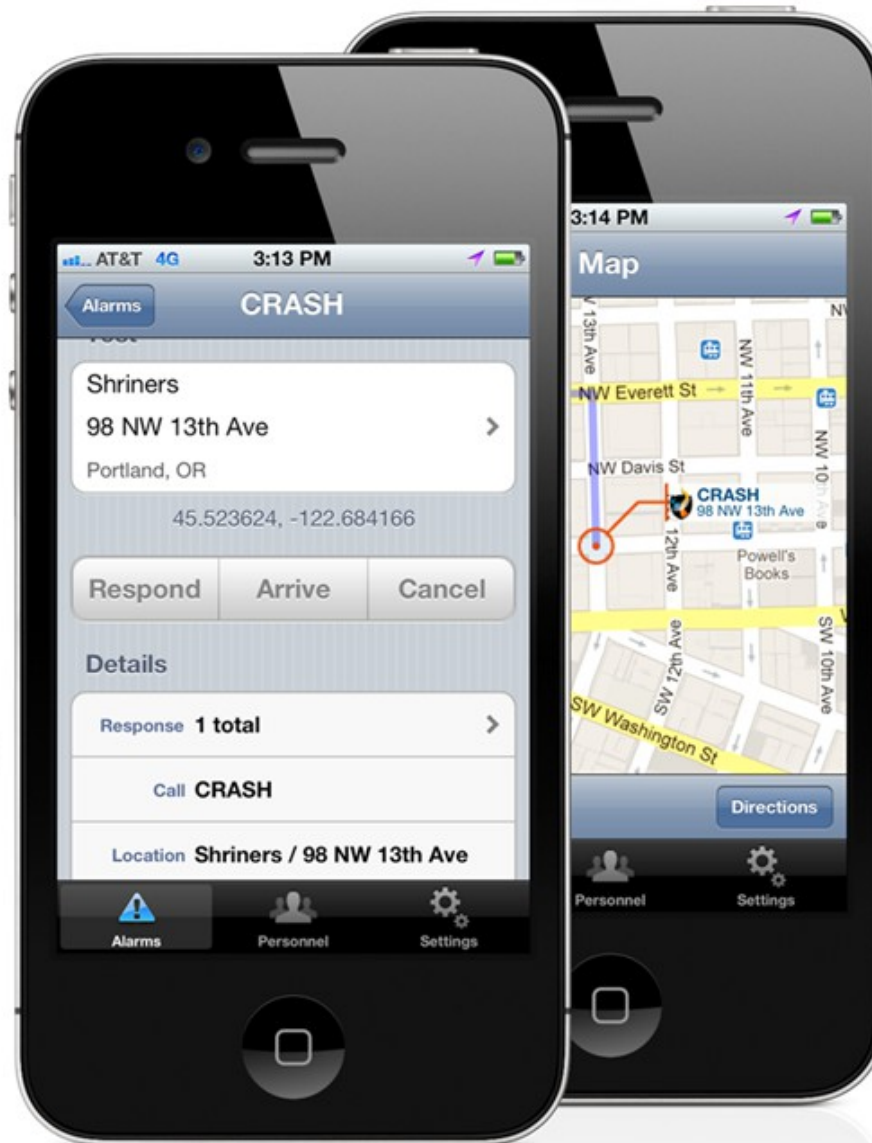 AT&T 4G 3:13 PM
Alarms CRASH
Shriners
98 NW 13th Ave
Portland, OR
45.523624, -122.684166
Respond Arrive Cancel
Details
Response 1 total
Call CRASH
Location Shriners / 98 NW 13th Ave
Alarms Personnel Settings
3:14 PM
Map
NW 13th Ave
NW 11th Ave
NW Everett St
NW Davis St
NW 10th Ave
CRASH
98 NW 13th Ave
12th Ave
Powell's
Books
SW 12th Ave
SW 10th Ave
SW Washington St
Directions
Personnel Settings